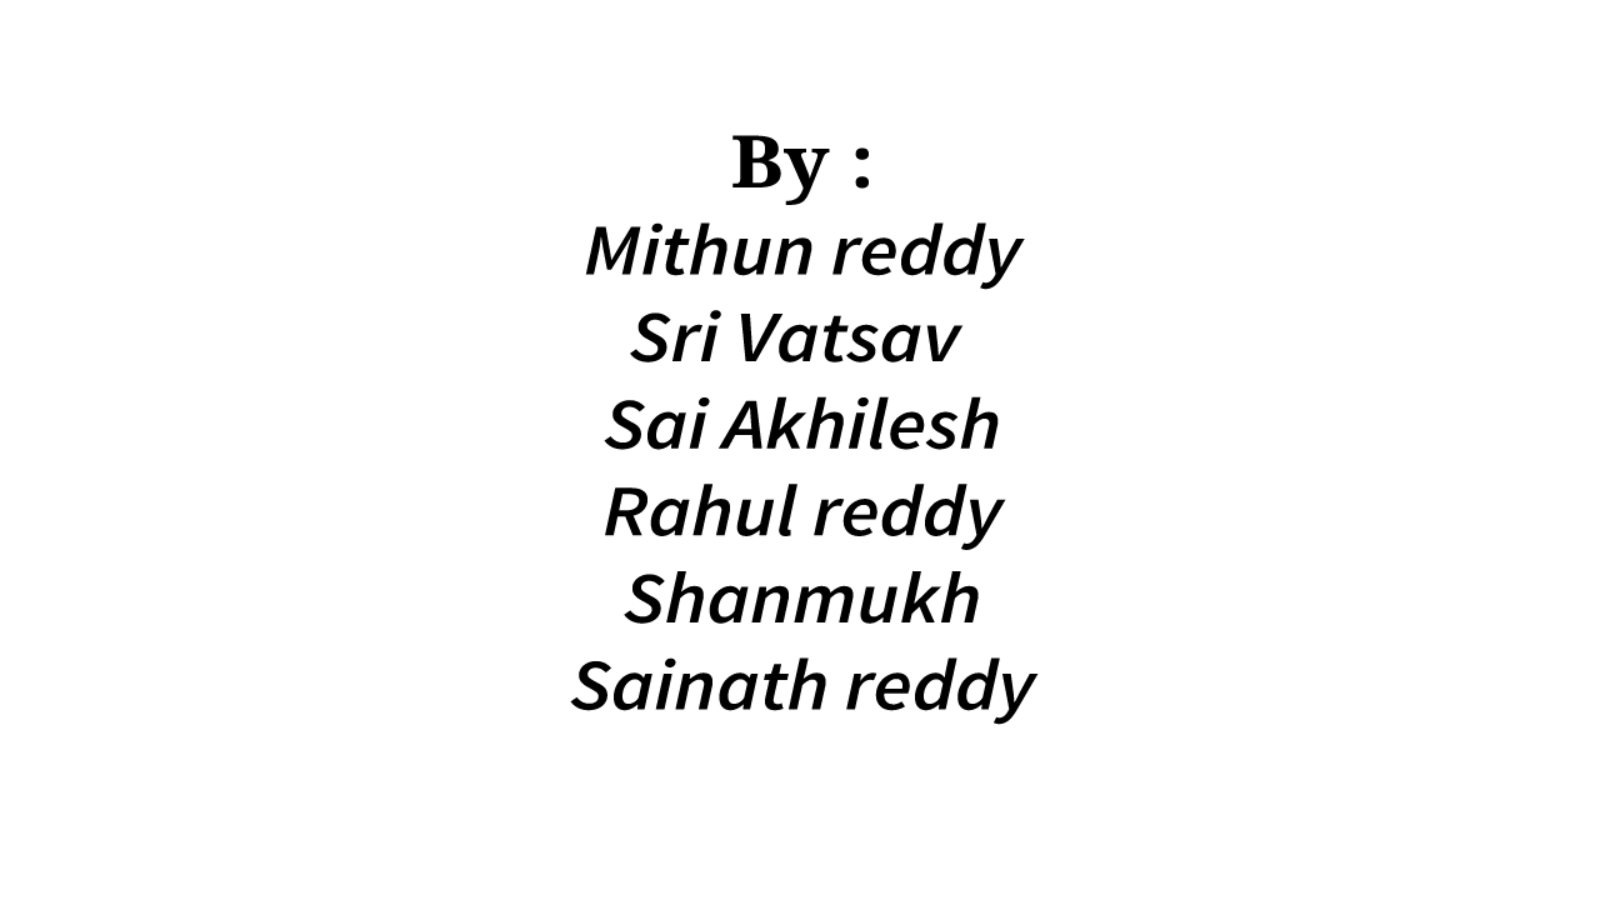 By :
Mithun reddy
Sri Vatsav
Sai Akhilesh
Rahul reddy
Shanmukh
Sainath reddy